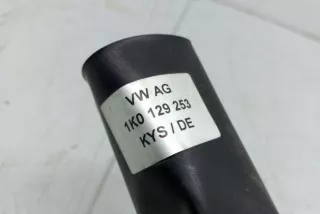 VW AG
1K0 129 253
KYS / DE